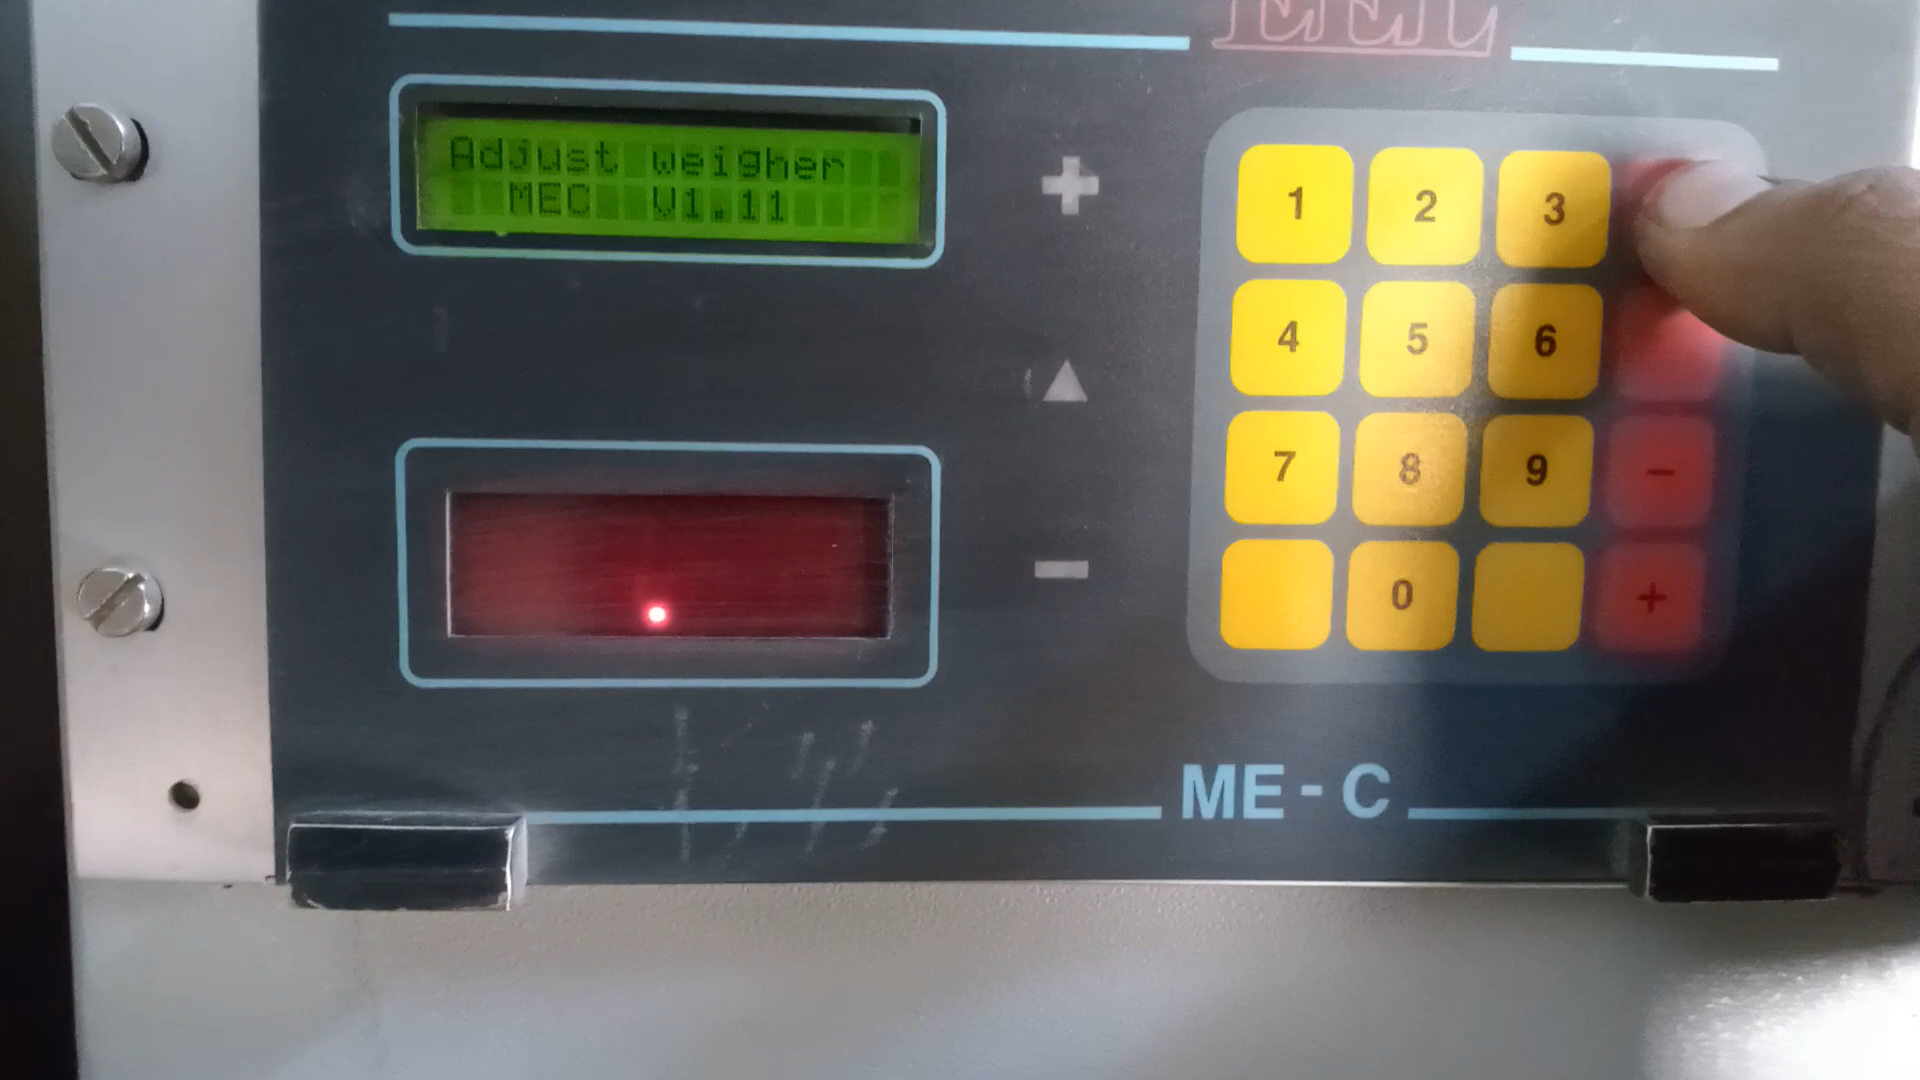 Adjust weigher
MEC V1.11
+
-
1 2 3
4 5 6
7 8 9 -
0 +
ME-C